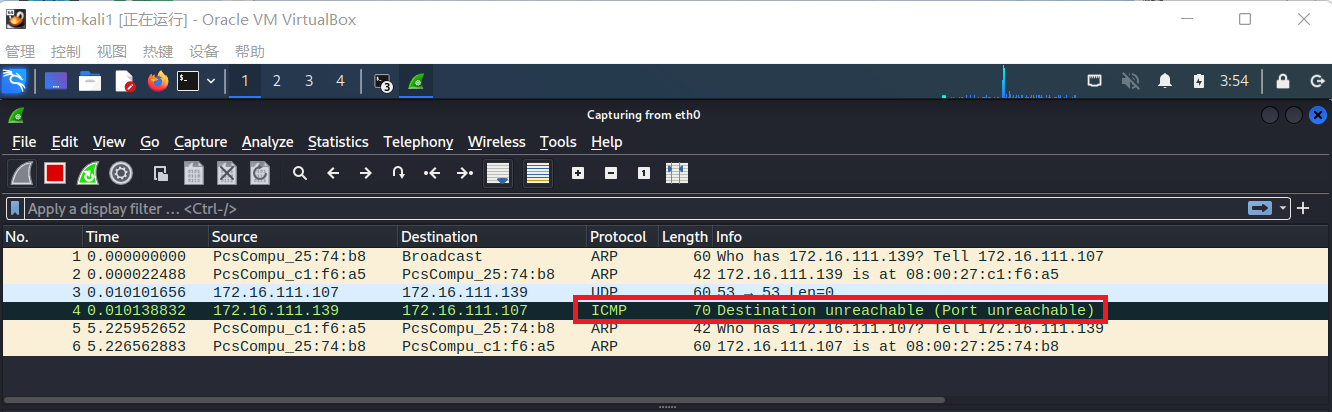 victim-kali1 [正在运行] - Oracle VM VirtualBox
管理 控制 视图 热键 设备 帮助
1 2 3 4 3 3:54
Capturing from eth0
File Edit View Go Capture Analyze Statistics Telephony Wireless Tools Help
Apply a display filter … <Ctrl-/>
No. Time Source Destination Protocol Length Info
1 0.000000000 PcsCompu_25:74:b8 Broadcast ARP 60 Who has 172.16.111.139? Tell 172.16.111.107
2 0.000022488 PcsCompu_c1:f6:a5 PcsCompu_25:74:b8 ARP 42 172.16.111.139 is at 08:00:27:c1:f6:a5
3 0.010101656 172.16.111.107 172.16.111.139 UDP 60 53 → 53 Len=0
4 0.010138832 172.16.111.139 172.16.111.107 ICMP 70 Destination unreachable (Port unreachable)
5 5.225952652 PcsCompu_c1:f6:a5 PcsCompu_25:74:b8 ARP 42 Who has 172.16.111.107? Tell 172.16.111.139
6 5.226562883 PcsCompu_25:74:b8 PcsCompu_c1:f6:a5 ARP 60 172.16.111.107 is at 08:00:27:25:74:b8